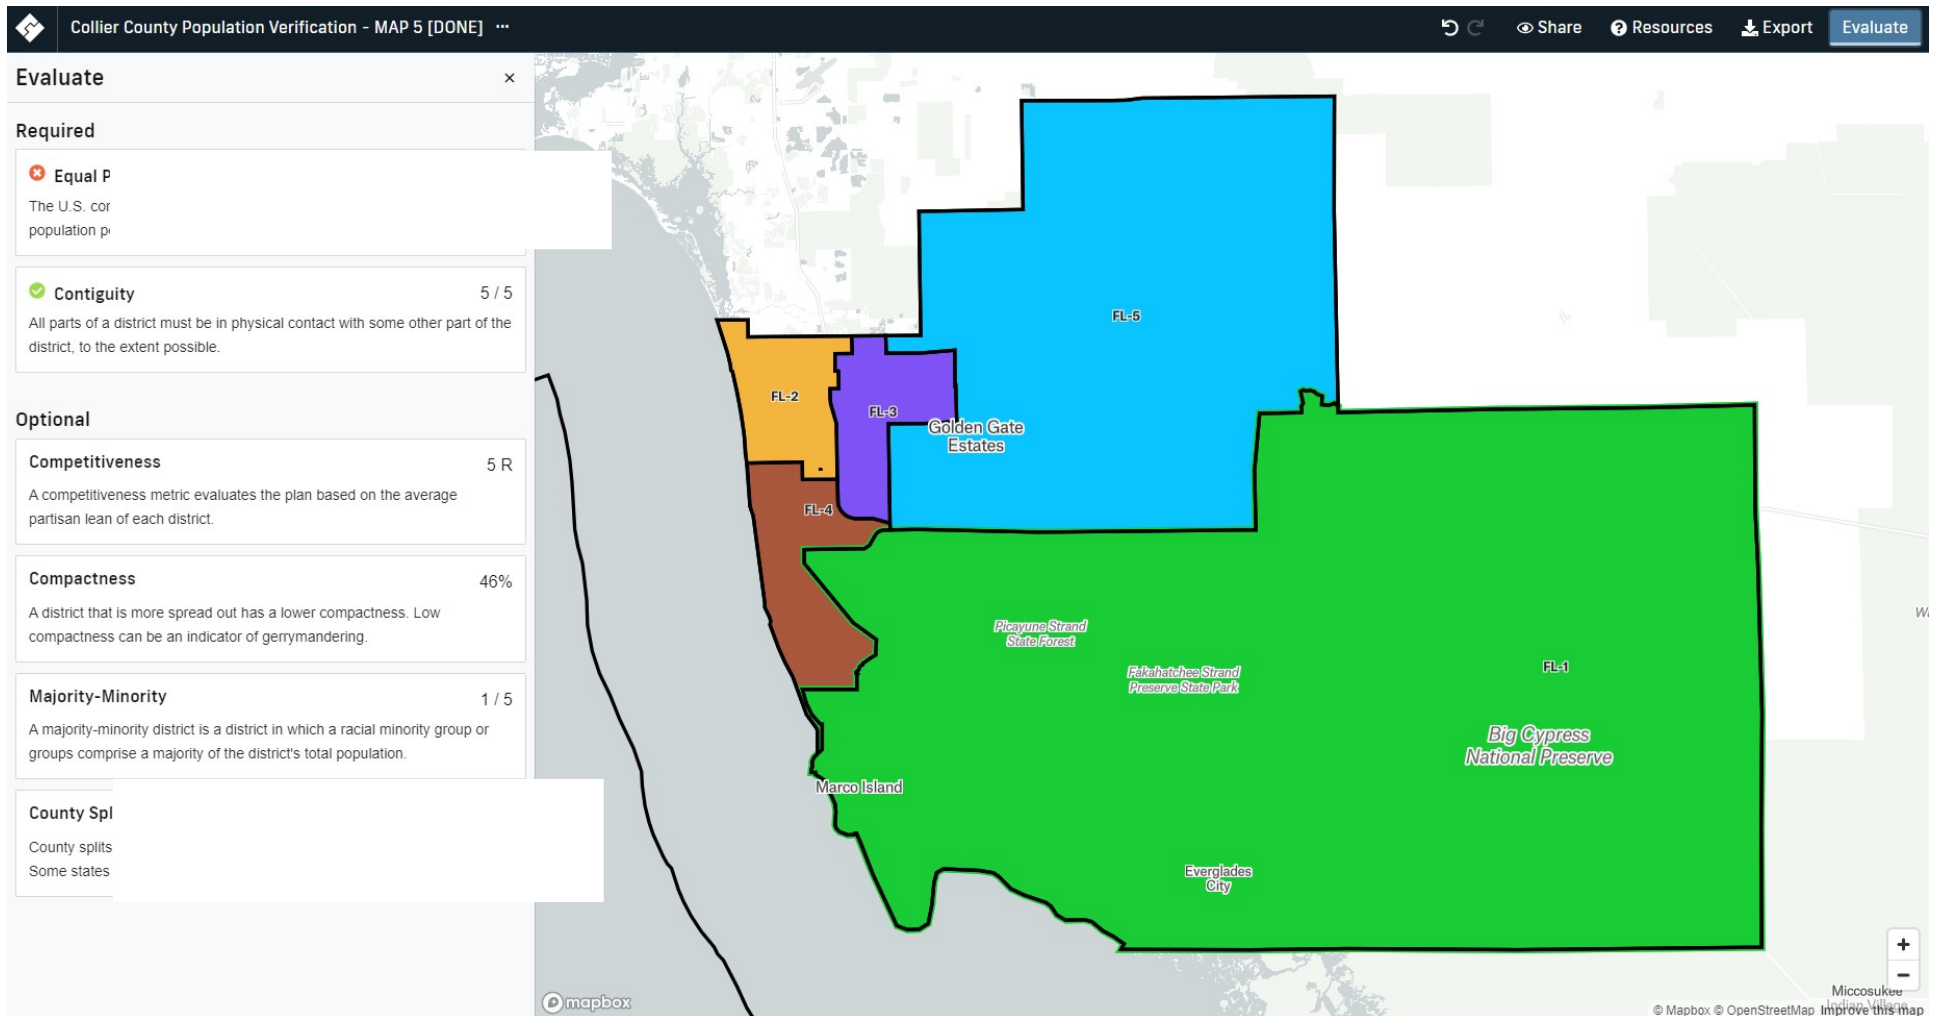 Collier County Population Verification - MAP 5 [DONE] ···
Share
Resources
Export
Evaluate
Evaluate
×
Required
Equal P
The U.S. cor
population
Contiguity 5 / 5
All parts of a district must be in physical contact with some other part of the
district, to the extent possible.
Optional
Competitiveness 5 R
A competitiveness metric evaluates the plan based on the average
partisan lean of each district.
Compactness 46%
A district that is more spread out has a lower compactness. Low
compactness can be an indicator of gerrymandering.
Majority-Minority 1 / 5
A majority-minority district is a district in which a racial minority group or
groups comprise a majority of the district's total population.
County Spl
County splits
Some states
FL-5
FL-2
FL-3
Golden Gate
Estates
FL-4
Picayune Strand
State Forest
Fakahatchee Strand
Preserve State Park
FL-1
Big Cypress
National Preserve
Marco Island
Everglades
City
+
−
Miccosukee
Indian Village
mapbox
© Mapbox © OpenStreetMap Improve this map